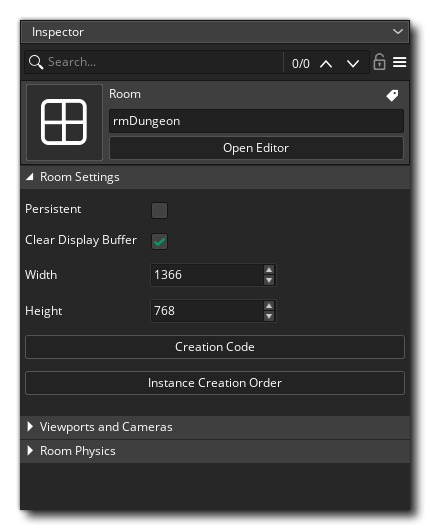 Inspector
Search...
0/0
Room
rmDungeon
Open Editor
Room Settings
Persistent
Clear Display Buffer
Width 1366
Height 768
Creation Code
Instance Creation Order
Viewports and Cameras
Room Physics